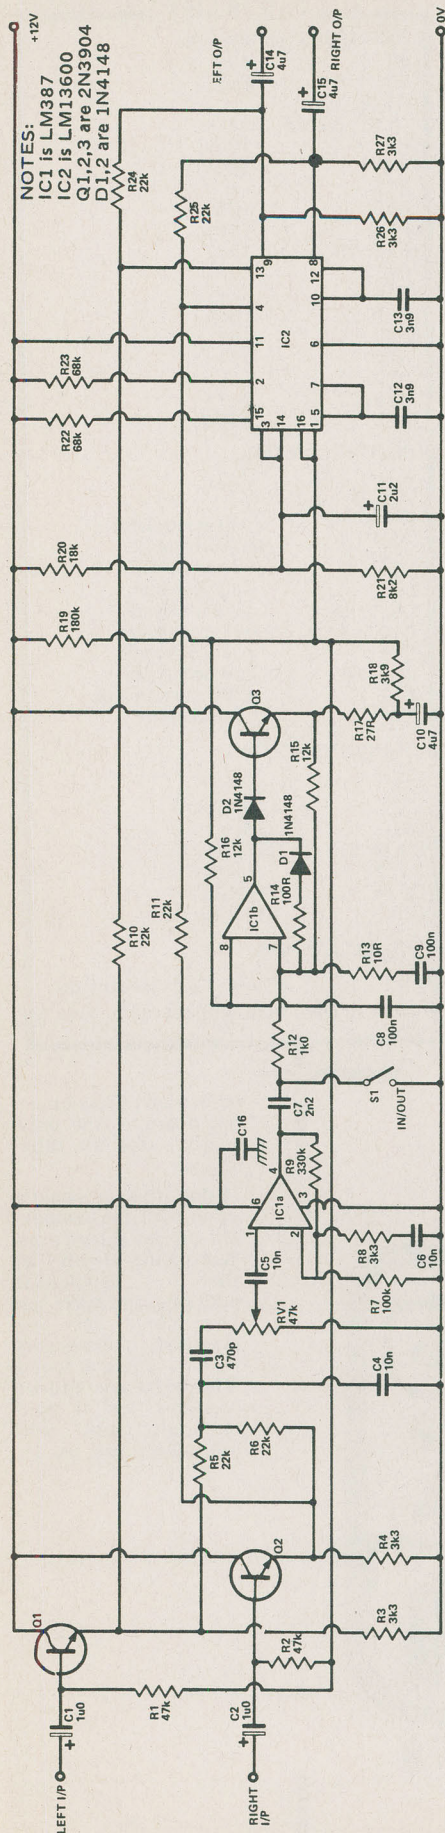 +12V
NOTES:
IC1 is LM387
IC2 is LM13600
Q1,2,3 are 2N3904
D1,2 are 1N4148
LEFT I/P
C1
1u0
Q1
R1
47k
RIGHT
I/P
C2
1u0
Q2
R2
47k
R3
3k3
R4
3k3
R5
22k
R6
22k
C3
470p
C4
10n
RV1
47k
C5
10n
1
2
3
4
6
IC1a
C16
R7
100k
R8
3k3
C6
10n
R9
330k
R10
22k
R11
22k
C7
2n2
S1
IN/OUT
R12
1k0
C8
100n
R13
10R
C9
100n
8
7
5
IC1b
R14
100R
D1
1N4148
R15
12k
R16
12k
D2
1N4148
Q3
R17
27R
R18
3k9
C10
4u7
R19
180k
R20
18k
R21
8k2
C11
2u2
R22
68k
R23
68k
15
2
11
4
13
3
14
16
1
5
7
6
10
12
8
9
IC2
C12
3n9
C13
3n9
R24
22k
R25
22k
R26
3k3
R27
3k3
C14
4u7
EFT O/P
C15
4u7
RIGHT O/P
0V